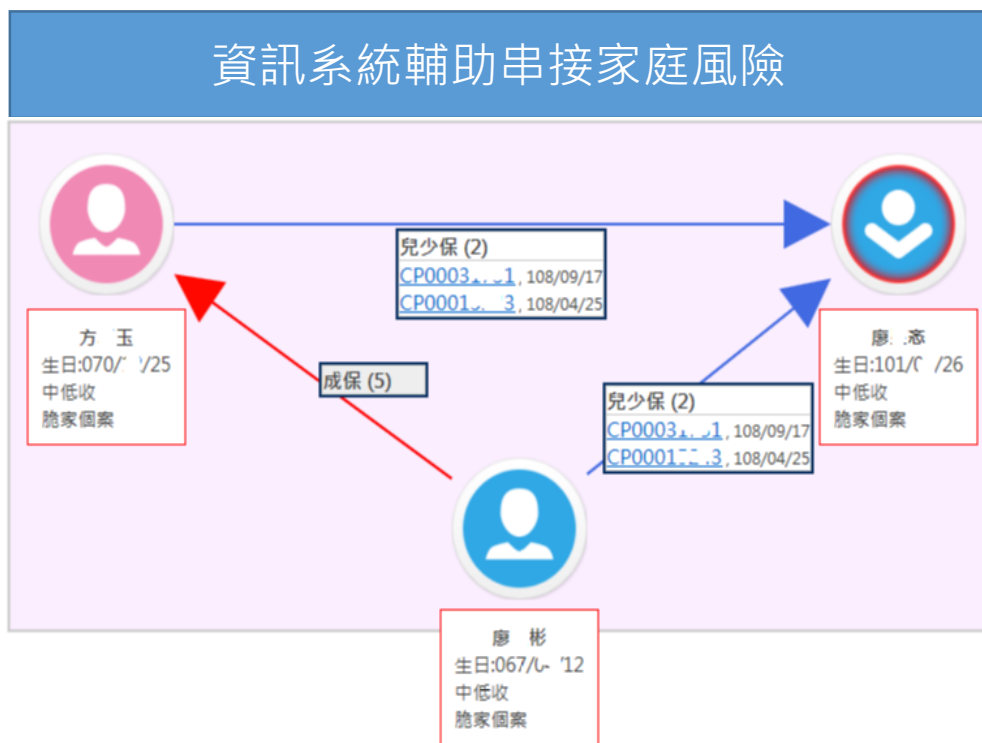 資訊系統輔助串接家庭風險
兒少保 (2)
, 108/09/17
, 108/04/25
方 玉
生日:070/ /25
中低收
脆家個案
成保 (5)
廖
生日:101/ /26
中低收
脆家個案
兒少保 (2)
, 108/09/17
, 108/04/25
廖 彬
生日:067/ 12
中低收
脆家個案